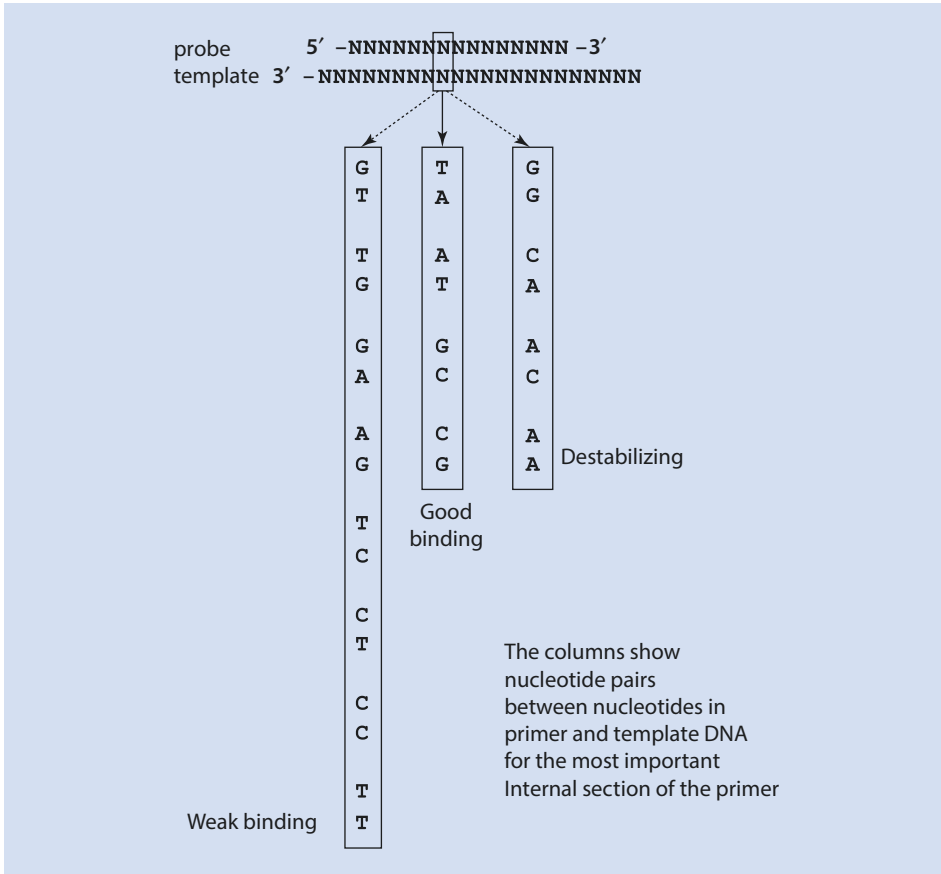 probe 5′ –NNNNNNNNNNNNNNN –3′
template 3′ –NNNNNNNNNNNNNNNNNNNNNN
G
T
T
G
G
A
A
G
T
C
C
T
C
C
T
T
Weak binding
T
A
A
T
G
C
C
G
Good
binding
G
G
C
A
A
C
A
A
Destabilizing
The columns show
nucleotide pairs
between nucleotides in
primer and template DNA
for the most important
Internal section of the primer